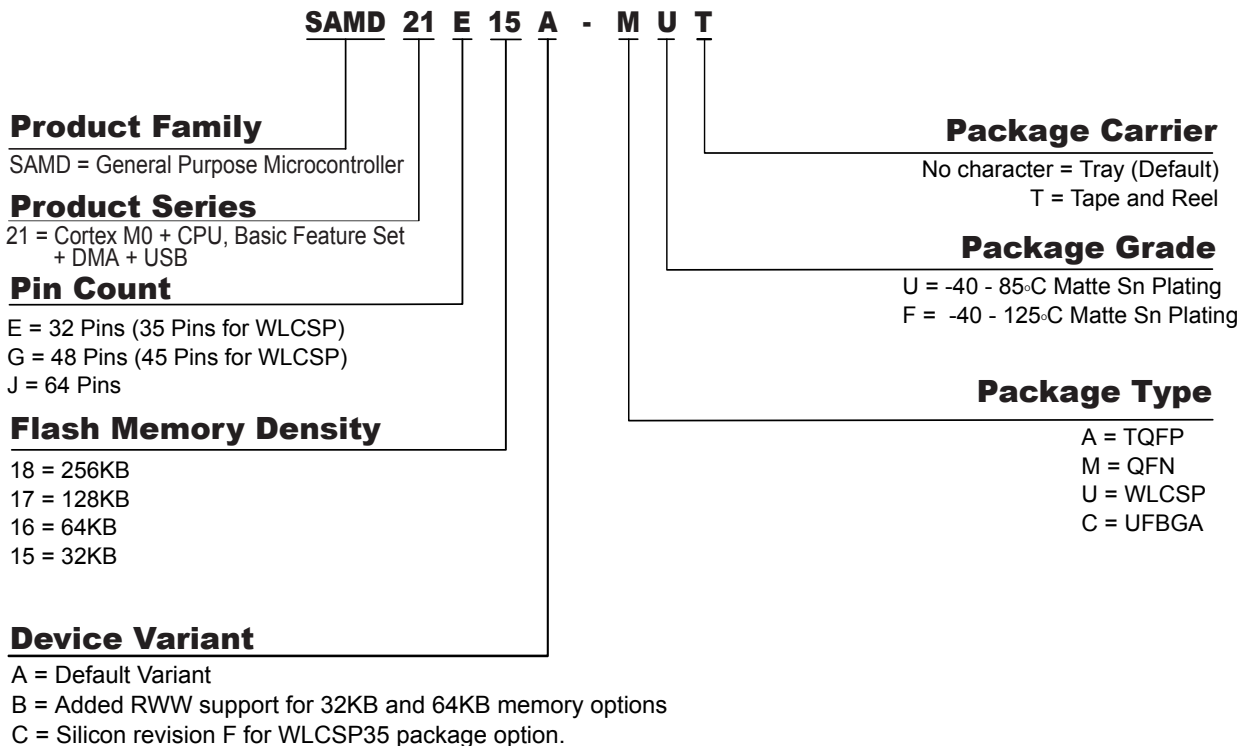 SAMD 21 E 15 A - M U T
Product Family
SAMD = General Purpose Microcontroller
Product Series
21 = Cortex M0 + CPU, Basic Feature Set
+ DMA + USB
Pin Count
E = 32 Pins (35 Pins for WLCSP)
G = 48 Pins (45 Pins for WLCSP)
J = 64 Pins
Flash Memory Density
18 = 256KB
17 = 128KB
16 = 64KB
15 = 32KB
Device Variant
A = Default Variant
B = Added RWW support for 32KB and 64KB memory options
C = Silicon revision F for WLCSP35 package option.
Package Carrier
No character = Tray (Default)
T = Tape and Reel
Package Grade
U = -40 - 85°C Matte Sn Plating
F = -40 - 125°C Matte Sn Plating
Package Type
A = TQFP
M = QFN
U = WLCSP
C = UFBGA